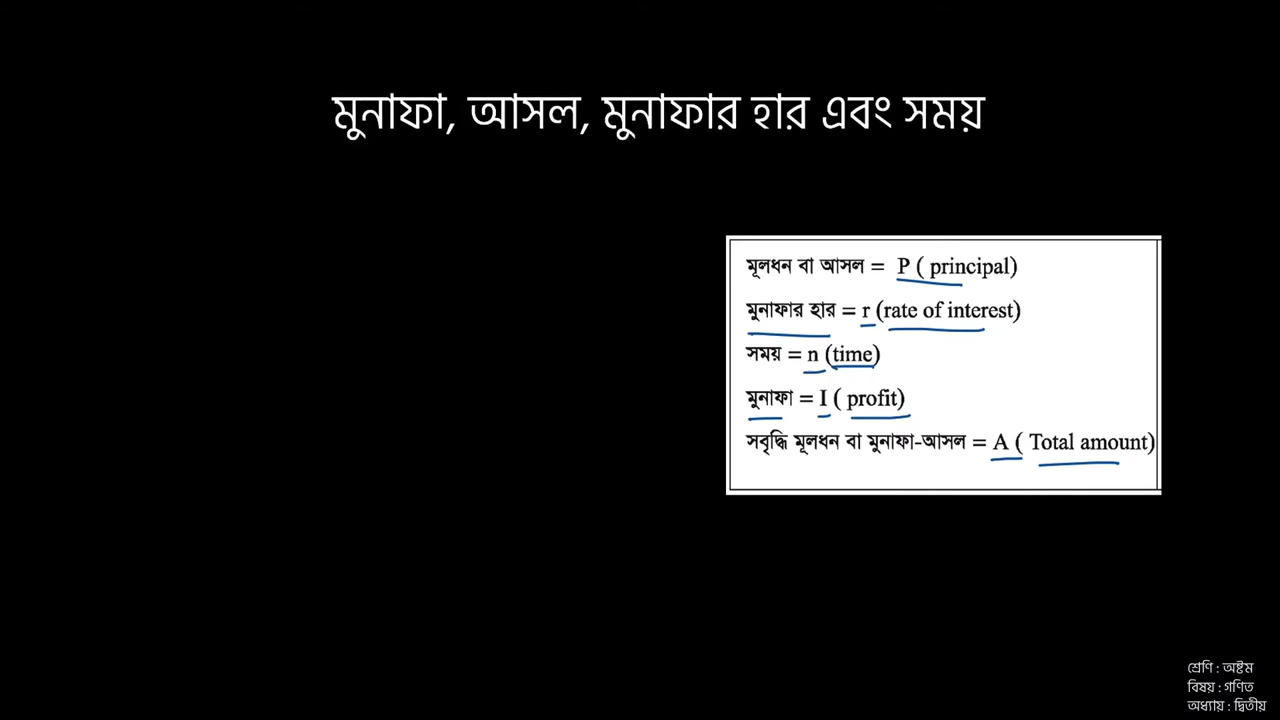 মুনাফা, আসল, মুনাফার হার এবং সময়
মূলধন বা আসল = P ( principal)
মুনাফার হার = r (rate of interest)
সময় = n (time)
মুনাফা = I ( profit)
সবৃদ্ধি মূলধন বা মুনাফা-আসল = A ( Total amount)
শ্রেণি : অষ্টম
বিষয় : গণিত
অধ্যায় : দ্বিতীয়